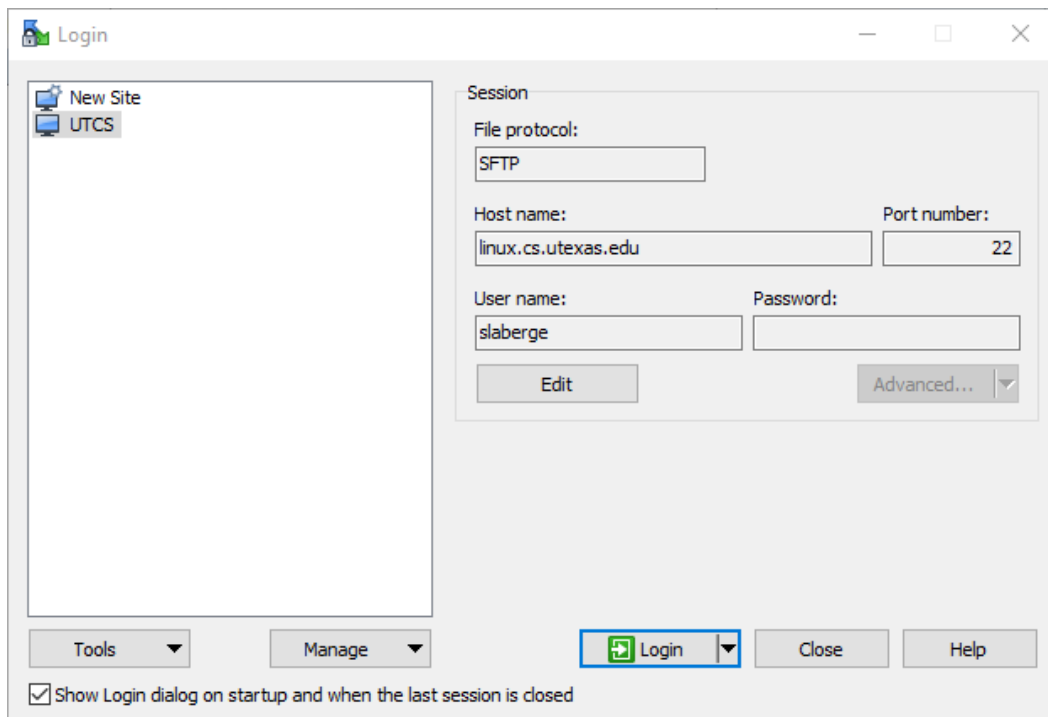 Login
New Site
UTCS
Session
File protocol:
SFTP
Host name:
Port number:
linux.cs.utexas.edu
22
User name:
Password:
slaberge
Edit
Advanced...
Tools
Manage
Login
Close
Help
Show Login dialog on startup and when the last session is closed